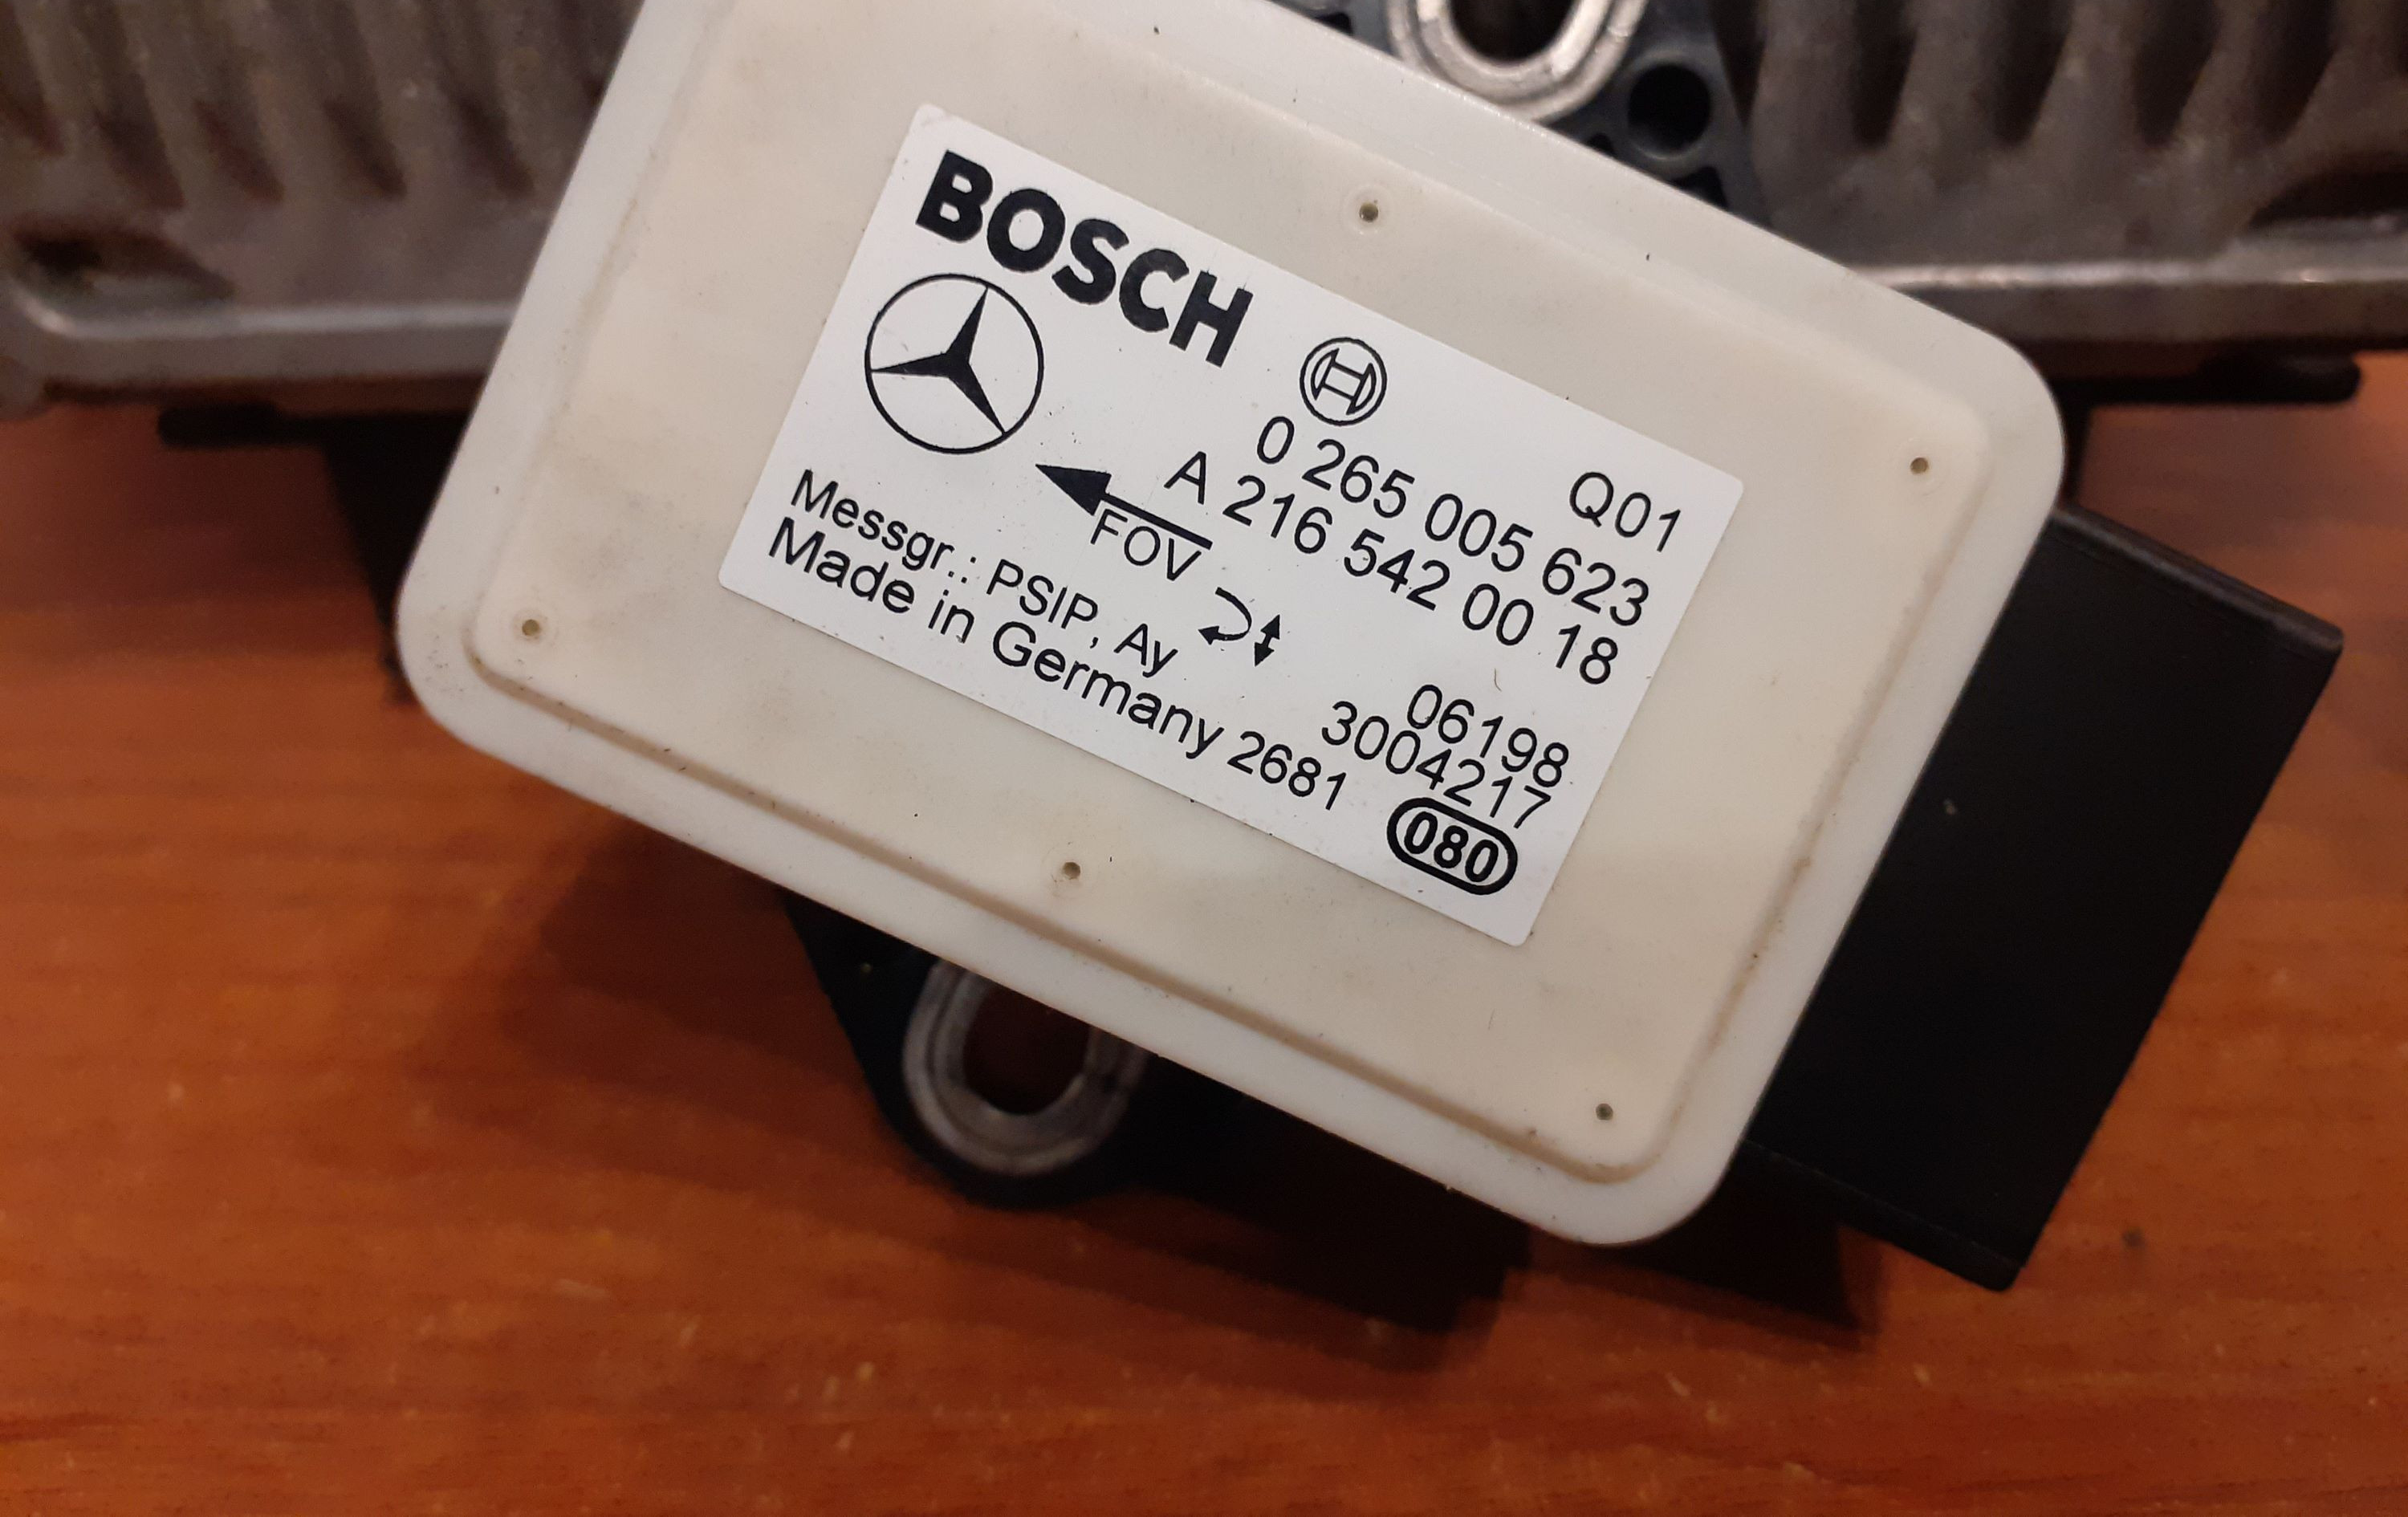 BOSCH
Q01
0 265 005 623
A 216 542 00 18
FOV
Messgr.: PSIP, Ay
06198
3004217
Made in Germany 2681
080